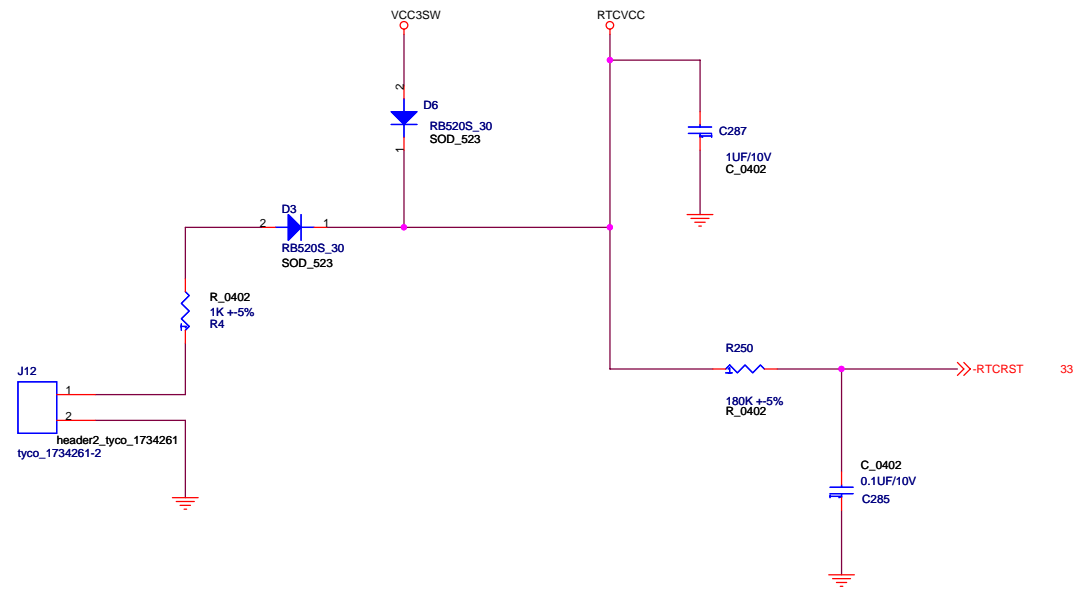 VCC3SW
RTCVCC
2
D6
RB520S_30
SOD_523
1
C287
1UF/10V
C_0402
D3
2
1
RB520S_30
SOD_523
R_0402
1K +-5%
R4
J12
1
2
header2_tyco_1734261
tyco_1734261-2
R250
1
180K +-5%
R_0402
-RTCRST
33
C_0402
0.1UF/10V
C285